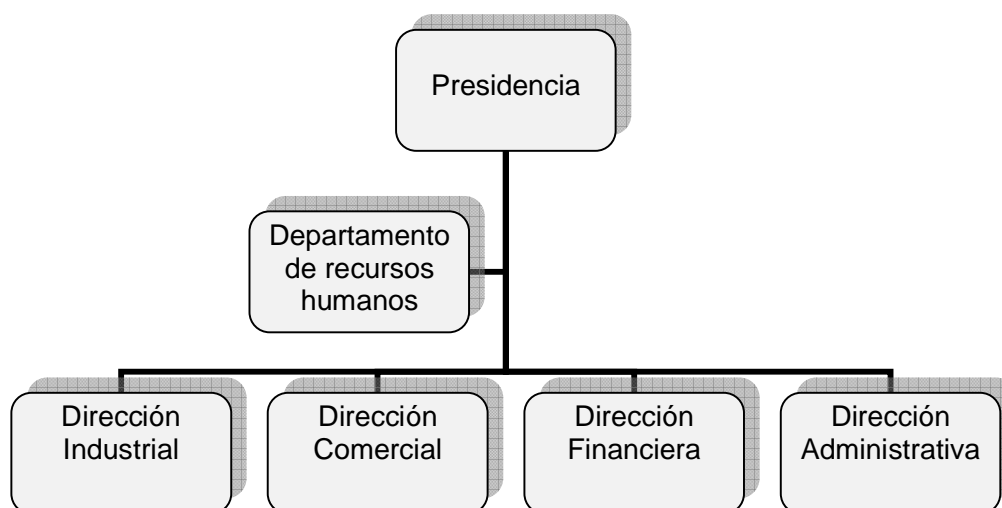 Presidencia
Departamento
de recursos
humanos
Dirección
Industrial
Dirección
Comercial
Dirección
Financiera
Dirección
Administrativa